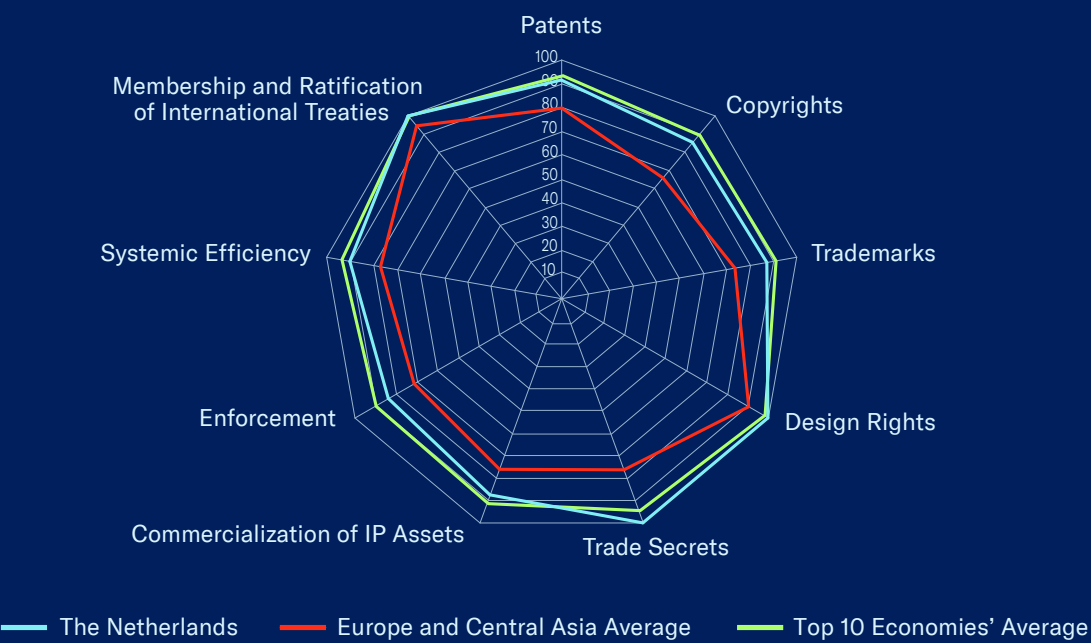 Patents
100
90
80
70
60
50
40
30
20
10
Membership and Ratification
of International Treaties
Copyrights
Systemic Efficiency
Trademarks
Enforcement
Design Rights
Commercialization of IP Assets
Trade Secrets
The Netherlands
Europe and Central Asia Average
Top 10 Economies’ Average